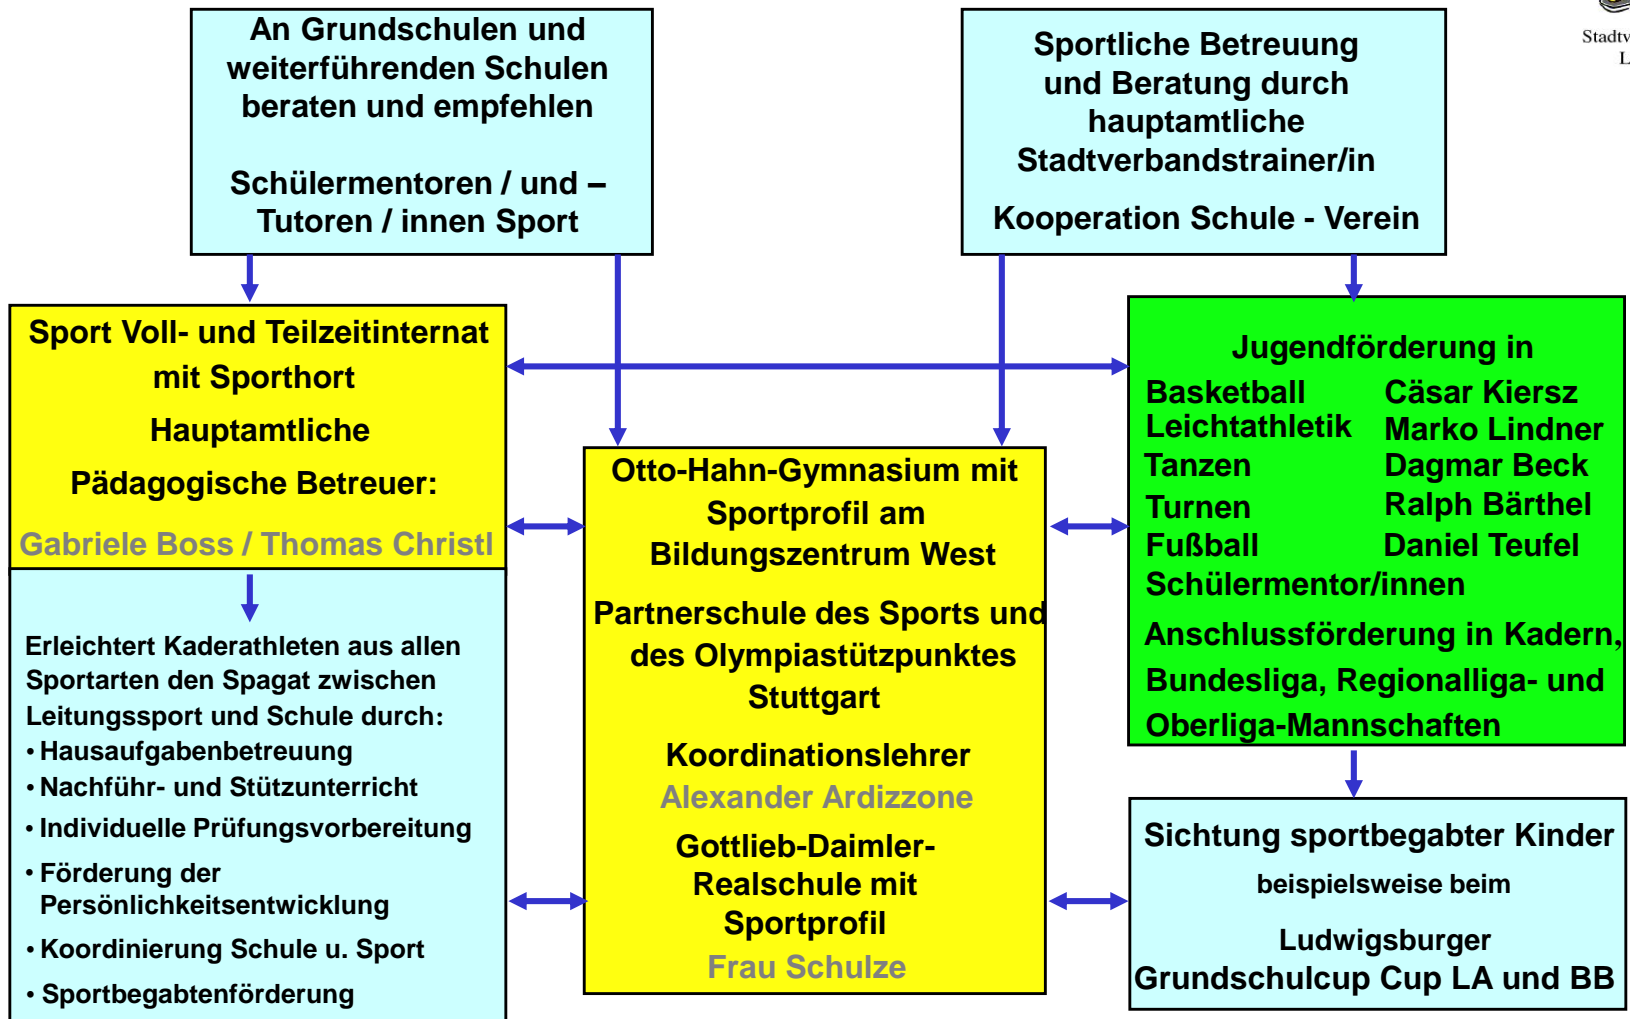 An Grundschulen und
weiterführenden Schulen
beraten und empfehlen
Schülermentoren / und –
Tutoren / innen Sport
Sportliche Betreuung
und Beratung durch
hauptamtliche
Stadtverbandstrainer/in
Kooperation Schule - Verein
Sport Voll- und Teilzeitinternat
mit Sporthort
Hauptamtliche
Pädagogische Betreuer:
Gabriele Boss / Thomas Christl
Erleichtert Kaderathleten aus allen
Sportarten den Spagat zwischen
Leitungssport und Schule durch:
• Hausaufgabenbetreuung
• Nachführ- und Stützunterricht
• Individuelle Prüfungsvorbereitung
• Förderung der
Persönlichkeitsentwicklung
• Koordinierung Schule u. Sport
• Sportbegabtenförderung
Otto-Hahn-Gymnasium mit
Sportprofil am
Bildungszentrum West
Partnerschule des Sports und
des Olympiastützpunktes
Stuttgart
Koordinationslehrer
Alexander Ardizzone
Gottlieb-Daimler-
Realschule mit
Sportprofil
Frau Schulze
Jugendförderung in
Basketball Cäsar Kiersz
Leichtathletik Marko Lindner
Tanzen Dagmar Beck
Turnen Ralph Bärthel
Fußball Daniel Teufel
Schülermentor/innen
Anschlussförderung in Kadern,
Bundesliga, Regionalliga- und
Oberliga-Mannschaften
Sichtung sportbegabter Kinder
beispielsweise beim
Ludwigsburger
Grundschulcup Cup LA und BB